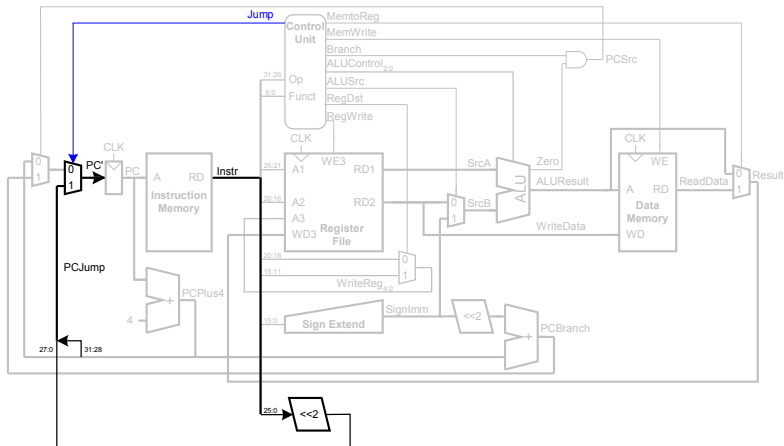 Jump
MemtoReg
Control
Unit
MemWrite
Branch
PCSrc
ALUControl2:0
31:26
Op
ALUSrc
5:0
Funct
RegDst
RegWrite
CLK
CLK
CLK
0
1
0
1
PC'
PC
A
RD
Instruction
Memory
Instr
25:21
A1
WE3
RD1
20:16
A2
RD2
A3
WD3
Register
File
SrcA
0
1
SrcB
ALU
Zero
ALUResult
WriteData
WE
A
RD
Data
Memory
WD
ReadData
0
1
Result
20:16
0
15:11
1
WriteReg4:0
PCJump
PCPlus4
+
4
SignImm
15:0
Sign Extend
<<2
+
PCBranch
27:0
31:28
25:0
<<2